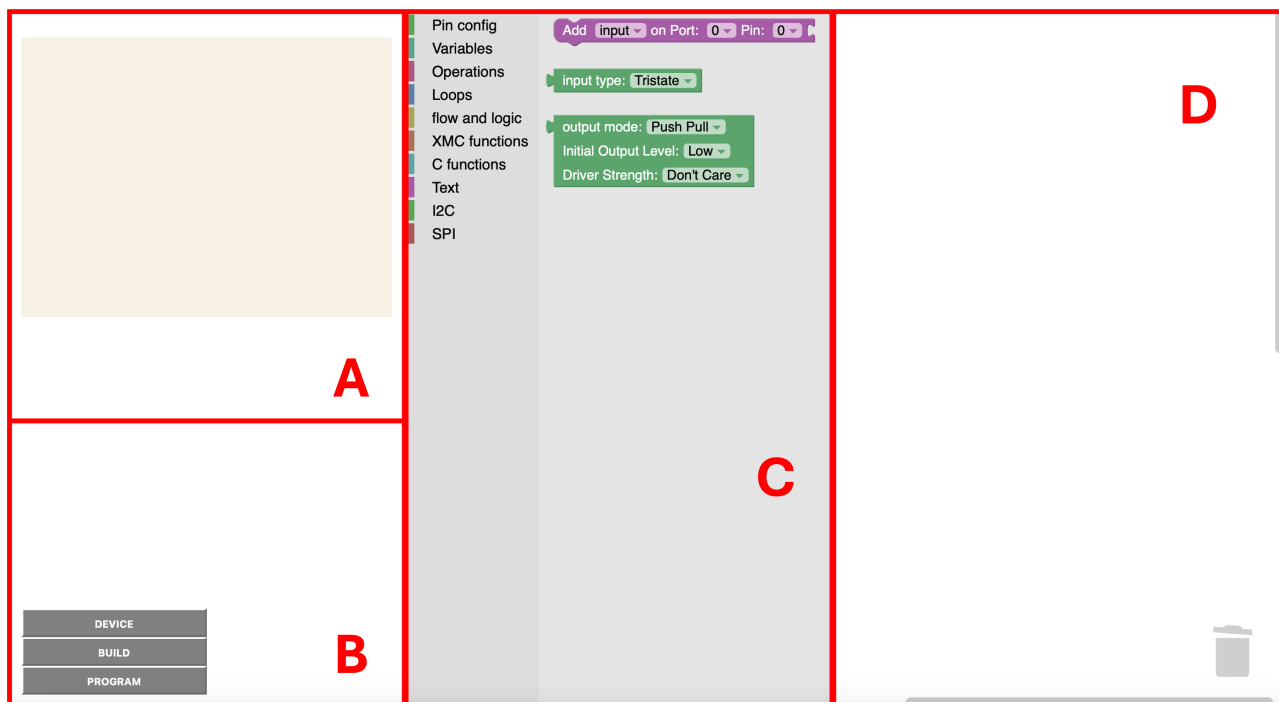 A
DEVICE
BUILD
PROGRAM
B
Pin config
Variables
Operations
Loops
flow and logic
XMC functions
C functions
Text
I2C
SPI
Add input on Port: 0 Pin: 0
input type: Tristate
output mode: Push Pull
Initial Output Level: Low
Driver Strength: Don't Care
C
D